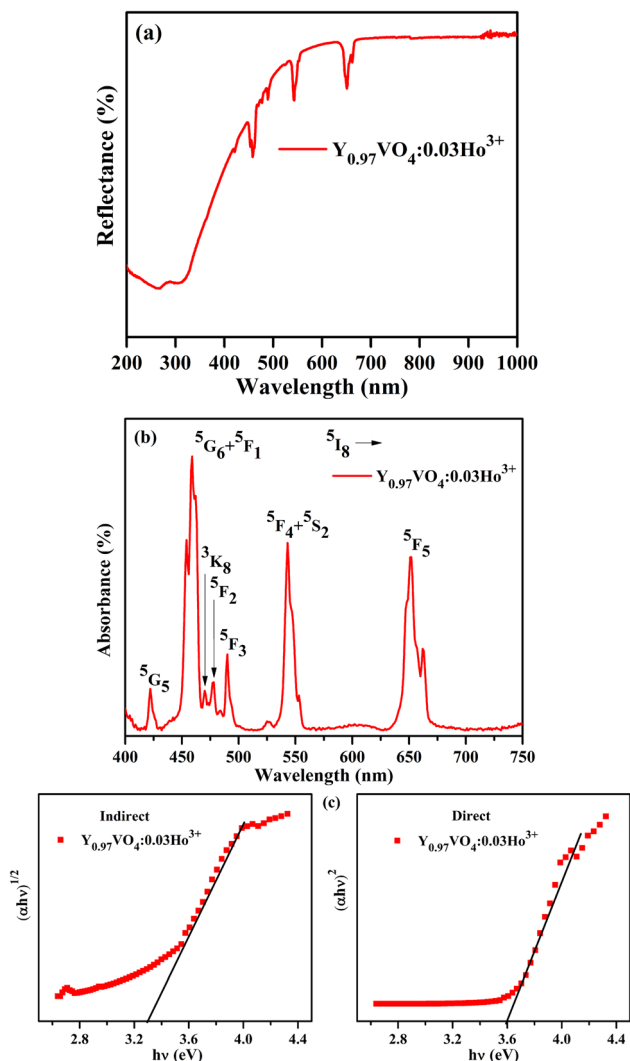 (a)
Y0.97VO4:0.03Ho3+
Reflectance (%)
200 300 400 500 600 700 800 900 1000
Wavelength (nm)
(b)
5G6+5F1
5I8
Y0.97VO4:0.03Ho3+
5F4+5S2
5F5
3K8
5F2
5F3
5G5
Absorbance (%)
400 450 500 550 600 650 700 750
Wavelength (nm)
(c)
Indirect
Y0.97VO4:0.03Ho3+
(αhν)1/2
2.8 3.2 3.6 4.0 4.4
hν (eV)
Direct
Y0.97VO4:0.03Ho3+
(αhν)2
2.8 3.2 3.6 4.0 4.4
hν (eV)